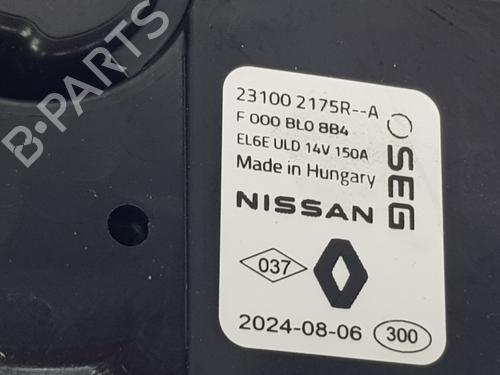 23100 2175R--A
F 000 BL0 8B4
EL6E ULD 14V 150A
Made in Hungary
NISSAN
SEG
037
2024-08-06
300
B-PARTS